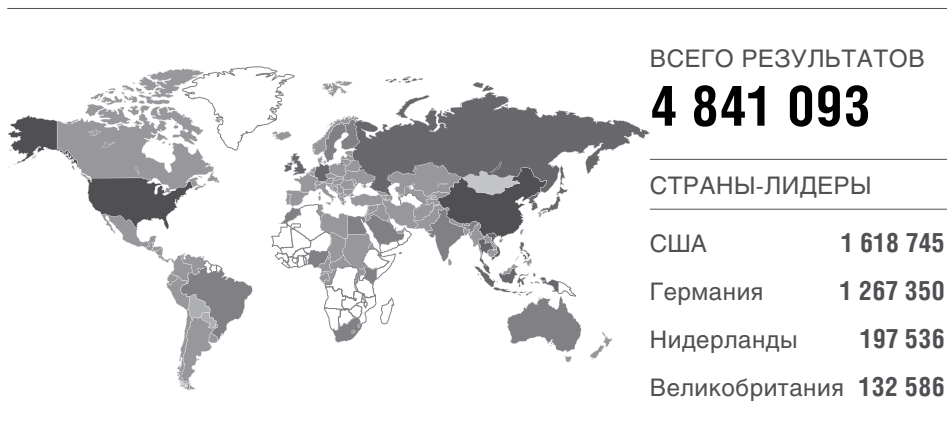 ВСЕГО РЕЗУЛЬТАТОВ
4 841 093
СТРАНЫ-ЛИДЕРЫ
США 1 618 745
Германия 1 267 350
Нидерланды 197 536
Великобритания 132 586